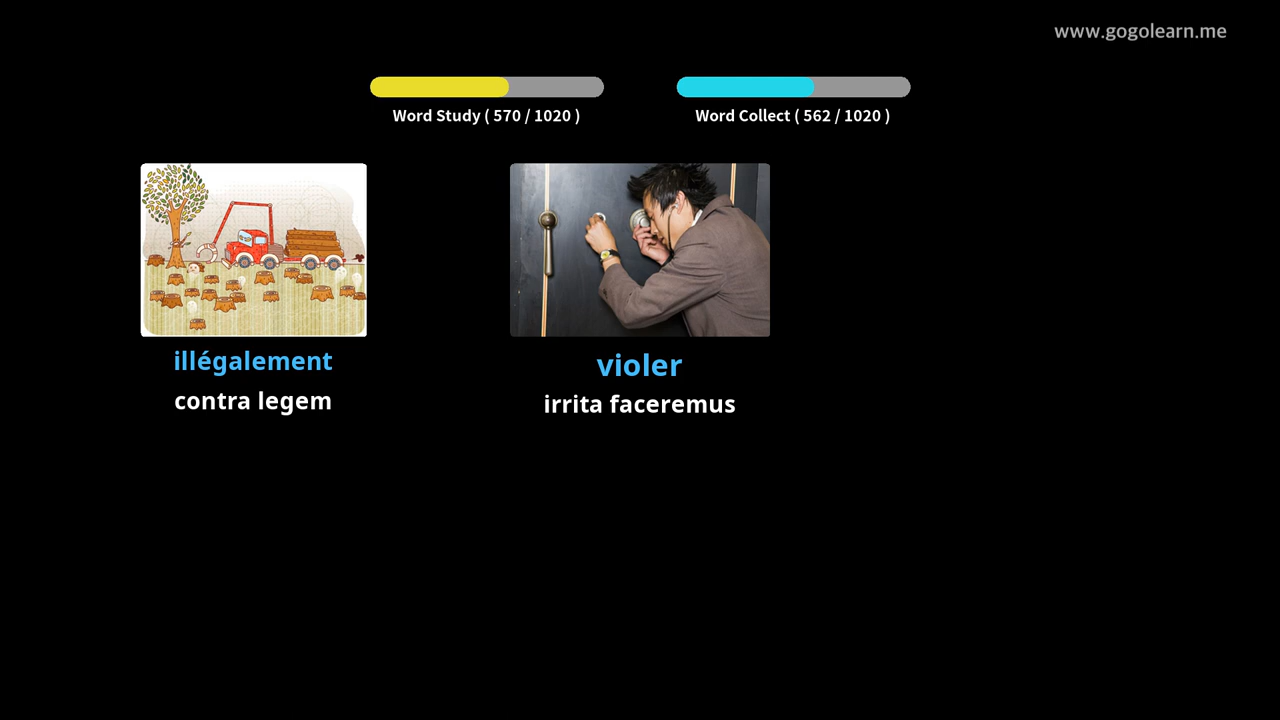 www.gogolearn.me
Word Study ( 570 / 1020 )
Word Collect ( 562 / 1020 )
illégalement
contra legem
violer
irrita faceremus